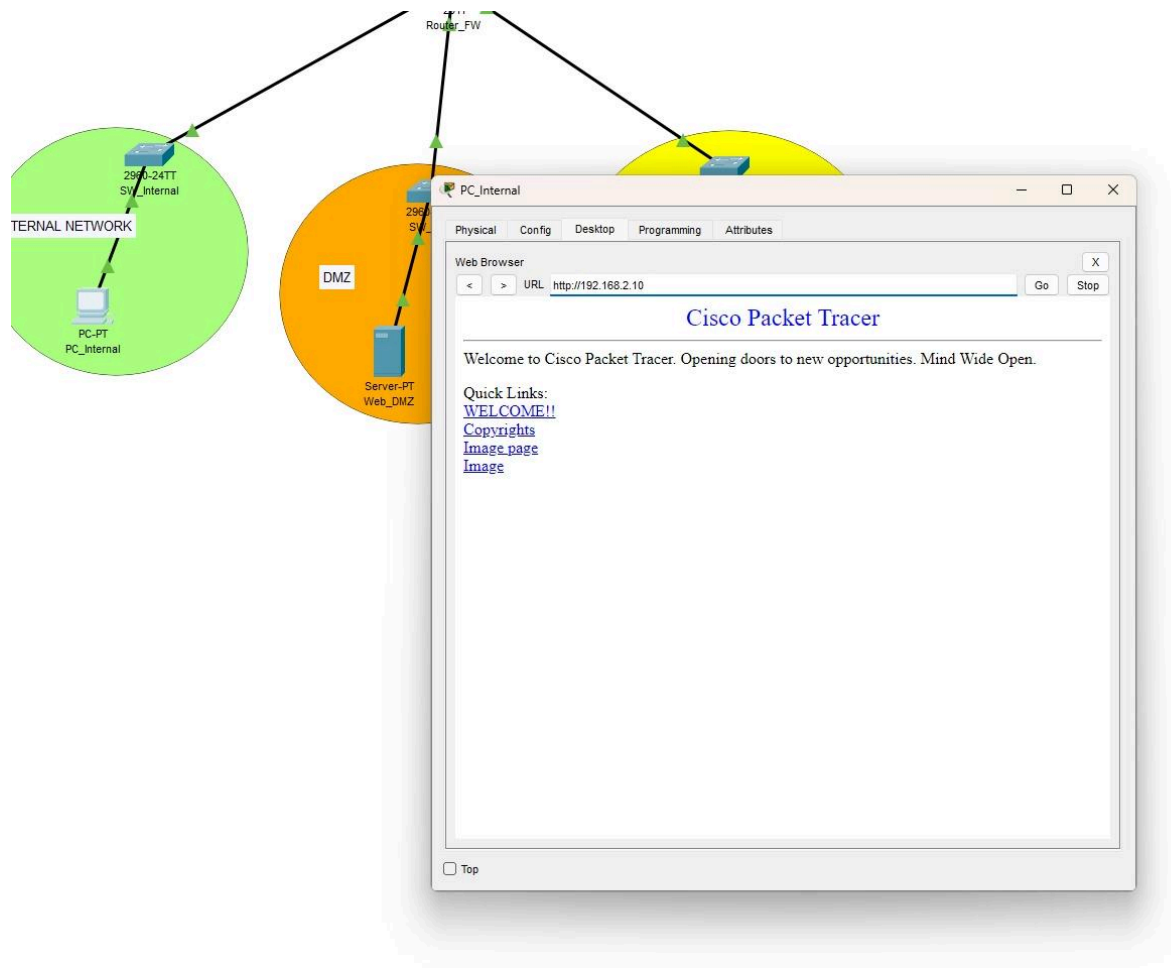 Router_FW
2960-24TT
SW_Internal
TERNAL NETWORK
PC-PT
PC_Internal
2960
SW_
DMZ
Server-PT
Web_DMZ
PC_Internal
Physical Config Desktop Programming Attributes
Web Browser
X
< > URL http://192.168.2.10 Go Stop
Cisco Packet Tracer
Welcome to Cisco Packet Tracer. Opening doors to new opportunities. Mind Wide Open.
Quick Links:
WELCOME!!
Copyrights
Image page
Image
Top